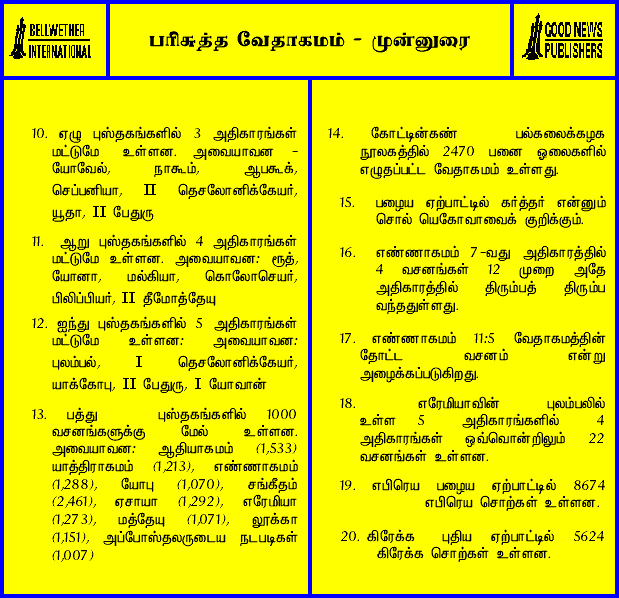 BELLWETHER
INTERNATIONAL
பரிசுத்த வேதாகமம் - முன்னுரை
GOOD NEWS
PUBLISHERS
10. ஏழு புஸ்தகங்களில் 3 அதிகாரங்கள்
மட்டுமே உள்ளன. அவையாவன -
யோவேல், நாகூம், ஆபகூக்,
செப்பனியா, II தெசலோனிக்கேயர்,
யூதா, II பேதுரு
11. ஆறு புஸ்தகங்களில் 4 அதிகாரங்கள்
மட்டுமே உள்ளன. அவையாவன: ரூத்,
யோனா, மல்கியா, கொலோசெயர்,
பிலிப்பியர், II தீமோத்தேயு
12. ஐந்து புஸ்தகங்களில் 5 அதிகாரங்கள்
மட்டுமே உள்ளன: அவையாவன:
புலம்பல், I தெசலோனிக்கேயர்,
யாக்கோபு, II பேதுரு, I யோவான்
13. பத்து புஸ்தகங்களில் 1000
வசனங்களுக்கு மேல் உள்ளன.
அவையாவன: ஆதியாகமம் (1,533)
யாத்திராகமம் (1,213), எண்ணாகமம்
(1,288), யோபு (1,070), சங்கீதம்
(2,461), ஏசாயா (1,292), எரேமியா
(1,273), மத்தேயு (1,071), லூக்கா
(1,151), அப்போஸ்தலருடைய நடபடிகள்
(1,007)
14. கோட்டின்கண் பல்கலைக்கழக
நூலகத்தில் 2470 பனை ஓலைகளில்
எழுதப்பட்ட வேதாகமம் உள்ளது.
15. பழைய ஏற்பாட்டில் கர்த்தர் என்னும்
சொல் யெகோவாவைக் குறிக்கும்.
16. எண்ணாகமம் 7-வது அதிகாரத்தில்
4 வசனங்கள் 12 முறை அதே
அதிகாரத்தில் திரும்பத் திரும்ப
வந்ததுள்ளது.
17. எண்ணாகமம் 11:5 வேதாகமத்தின்
தோட்ட வசனம் என்று
அழைக்கப்படுகிறது.
18. எரேமியாவின் புலம்பலில்
உள்ள 5 அதிகாரங்களில் 4
அதிகாரங்கள் ஒவ்வொன்றிலும் 22
வசனங்கள் உள்ளன.
19. எபிரெய பழைய ஏற்பாட்டில் 8674
எபிரெய சொற்கள் உள்ளன.
20. கிரேக்க புதிய ஏற்பாட்டில் 5624
கிரேக்க சொற்கள் உள்ளன.